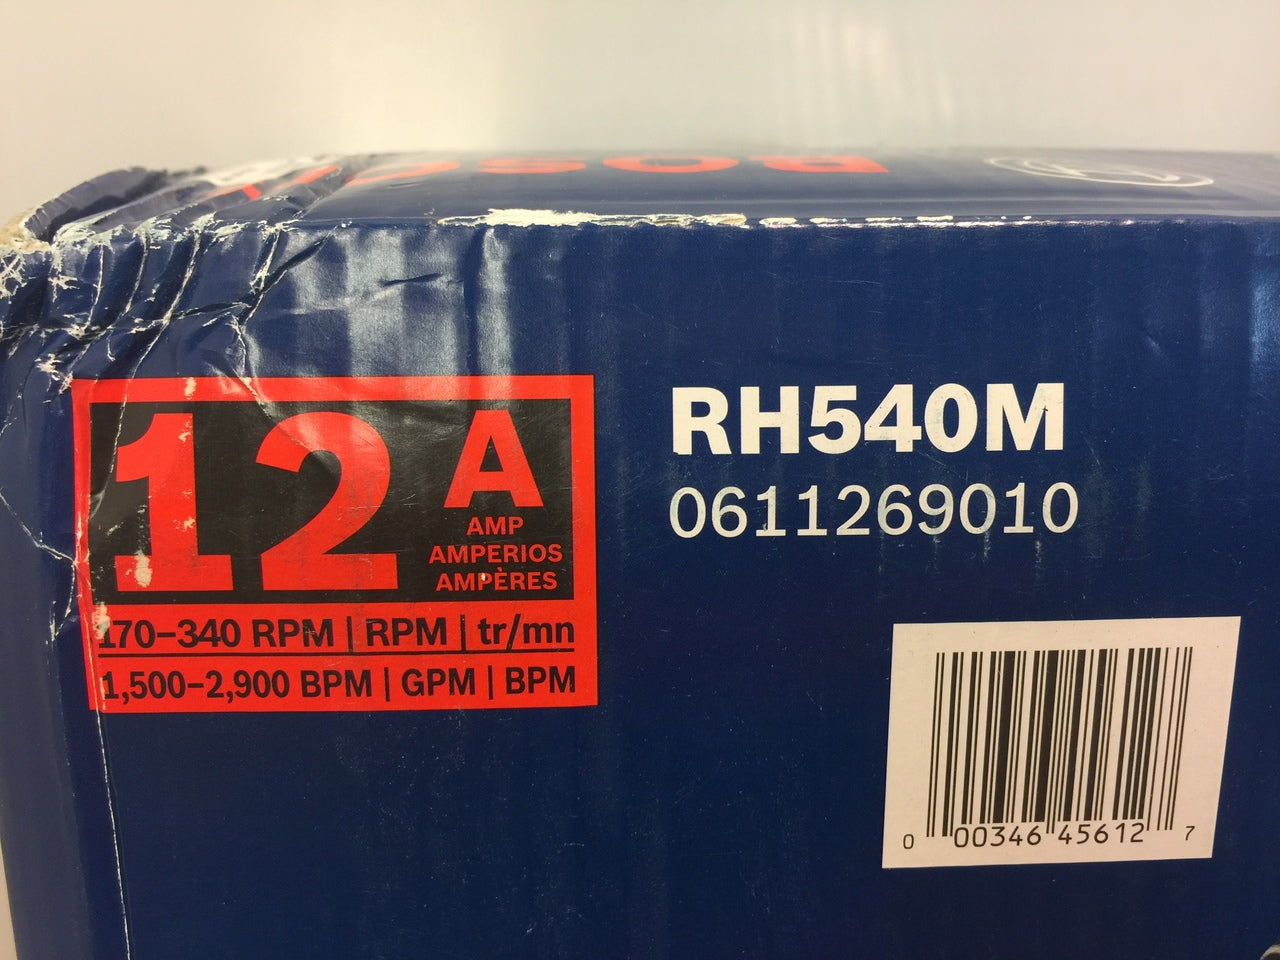 BOSCH
12 A
AMP
AMPERIOS
AMPÈRES
170–340 RPM | RPM | tr/mn
1,500–2,900 BPM | GPM | BPM
RH540M
0611269010
0 00346 45612 7